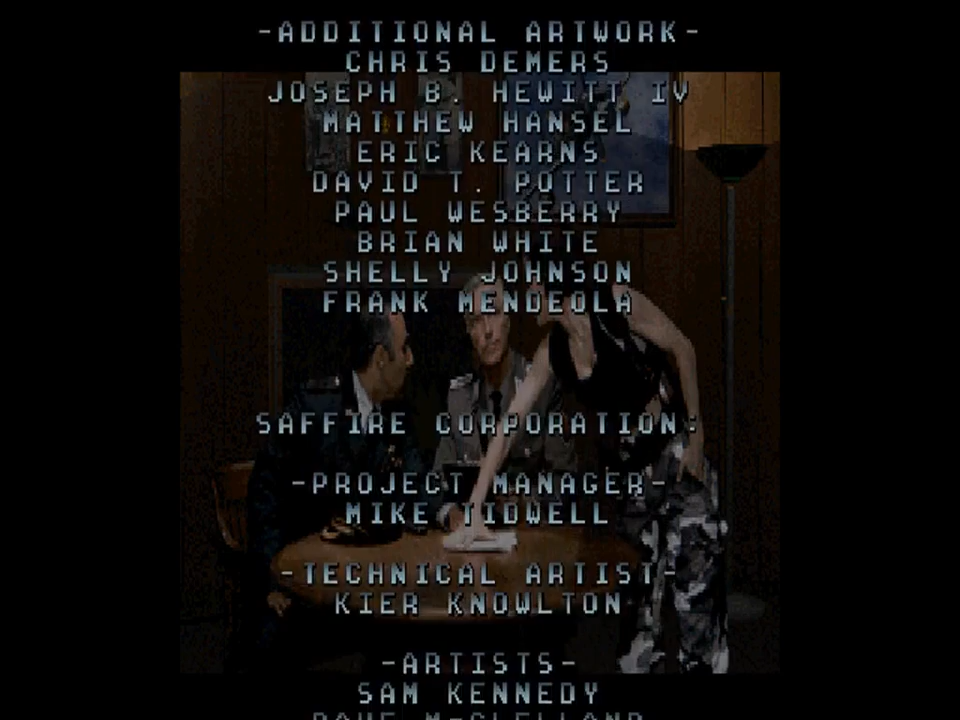 -ADDITIONAL ARTWORK-
CHRIS DEMERS
JOSEPH B. HEWITT IV
MATTHEW HANSEL
ERIC KEARNS
DAVID T. POTTER
PAUL WESBERRY
BRIAN WHITE
SHELLY JOHNSON
FRANK MENDEOLA
SAFFIRE CORPORATION:
-PROJECT MANAGER-
MIKE TIDWELL
-TECHNICAL ARTIST-
KIER KNOWLTON
-ARTISTS-
SAM KENNEDY